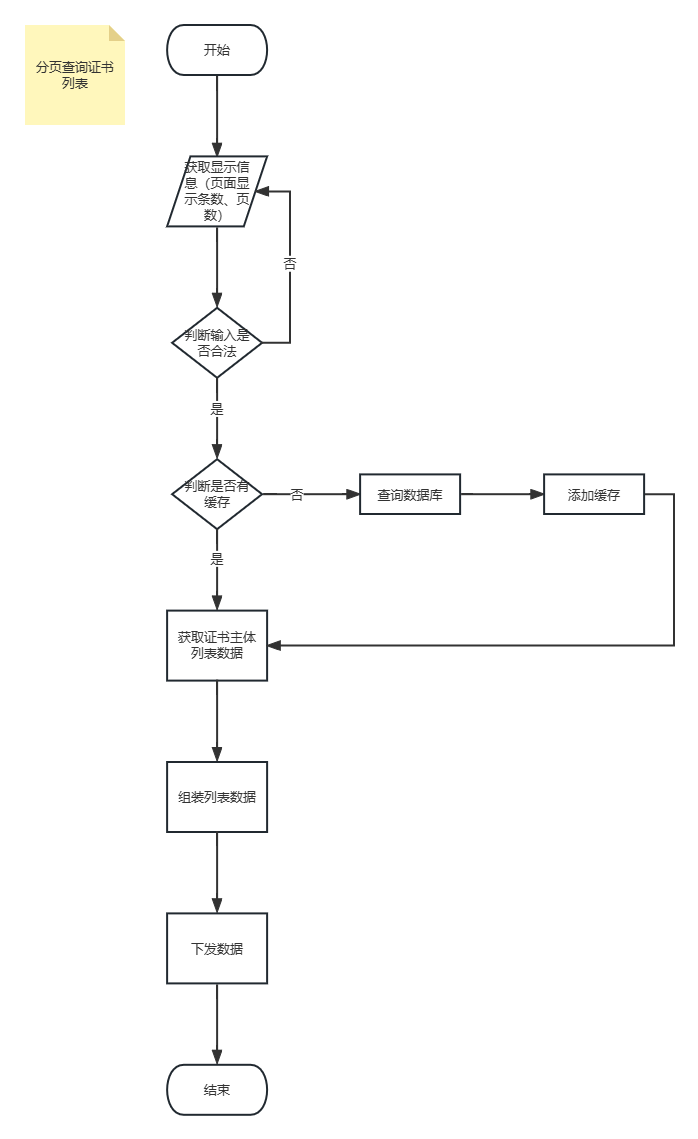 分页查询证书
列表
开始
获取显示信
息（页面显
示条数、页
数）
否
判断输入是
否合法
是
判断是否有
缓存
否
查询数据库
添加缓存
是
获取证书主体
列表数据
组装列表数据
下发数据
结束